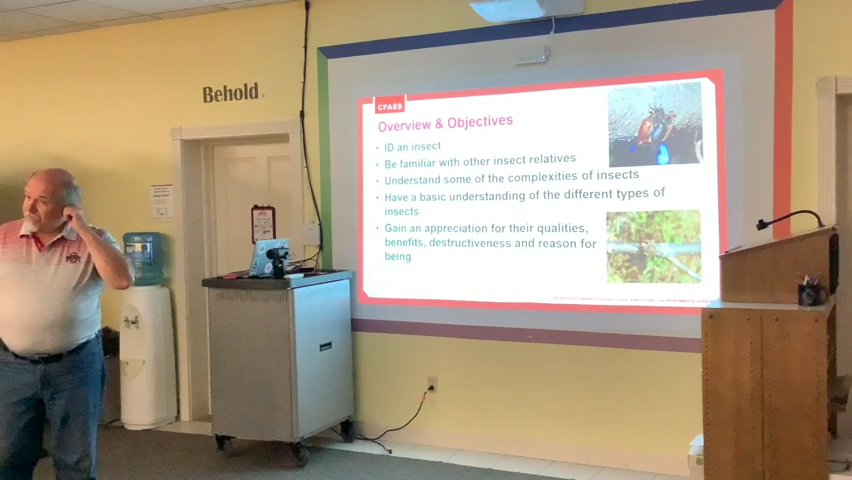 Behold.
CFAES
Overview & Objectives
• ID an insect
• Be familiar with other insect relatives
• Understand some of the complexities of insects
• Have a basic understanding of the different types of
insects
• Gain an appreciation for their qualities,
benefits, destructiveness and reason for
being